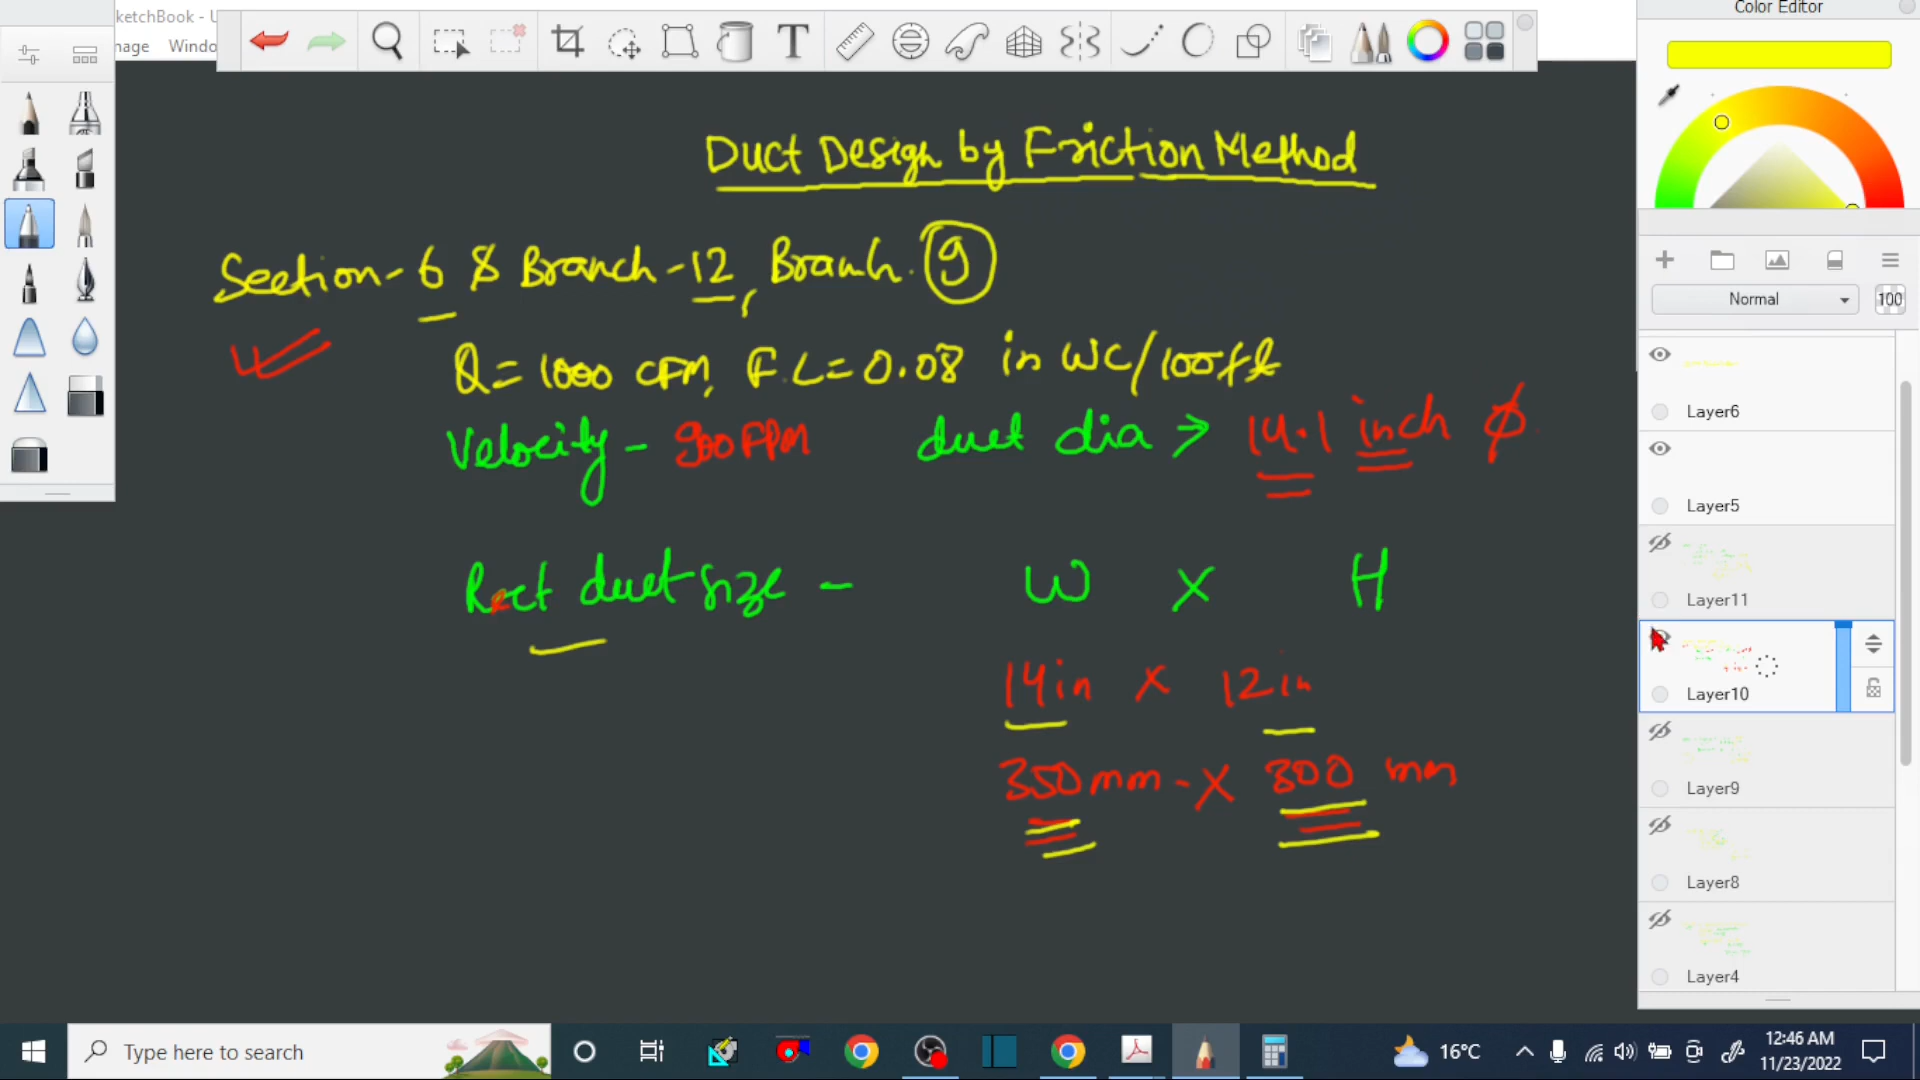 ketchBook - U
Color Editor
mage Windo
T
Duct Design by Friction Method
Section-6 & Branch-12, Branch. 9
Q = 1000 CFM, F.L = 0.08 in WC/100ft
Velocity - 900 FPM duct dia → 14.1 inch ϕ
Rect duct size - W X H
14in X 12in
350mm - X 300 mm
Normal 100
Layer6
Layer5
Layer11
Layer10
Layer9
Layer8
Layer4
Type here to search
16°C
12:46 AM
11/23/2022